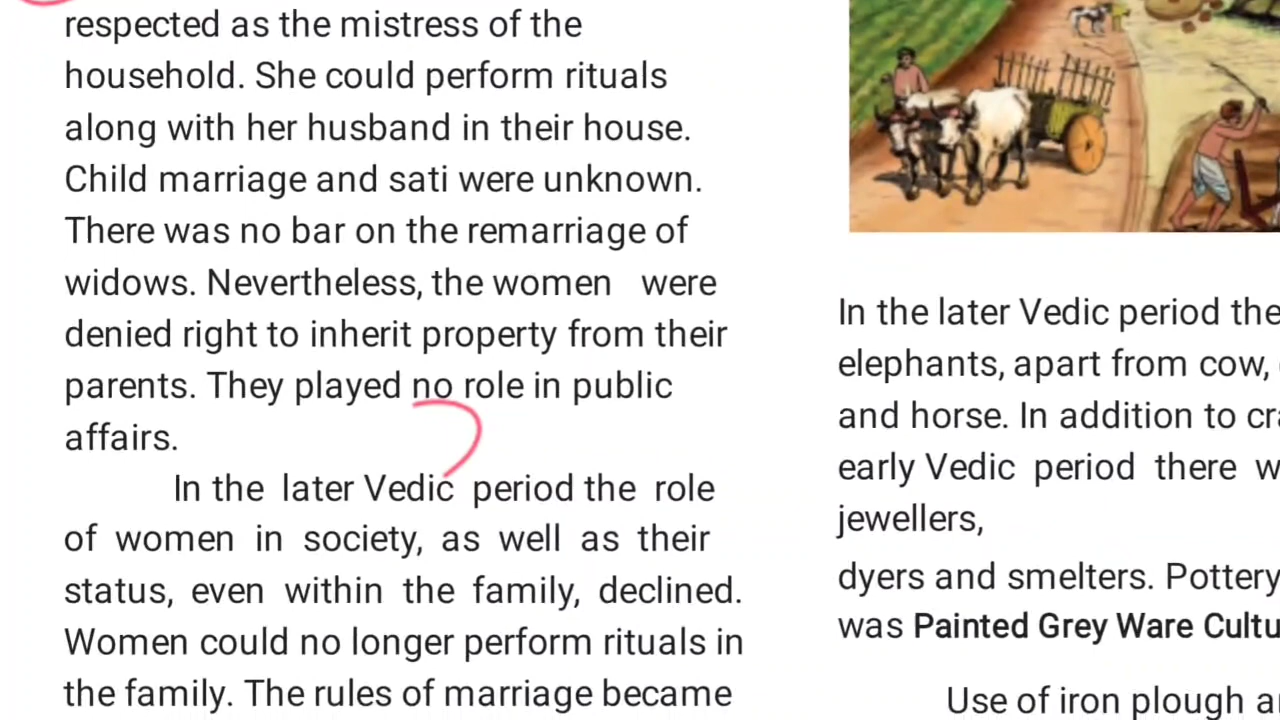 respected as the mistress of the
household. She could perform rituals
along with her husband in their house.
Child marriage and sati were unknown.
There was no bar on the remarriage of
widows. Nevertheless, the women were
denied right to inherit property from their
parents. They played no role in public
affairs.
In the later Vedic period the role
of women in society, as well as their
status, even within the family, declined.
Women could no longer perform rituals in
the family. The rules of marriage became
In the later Vedic period the
elephants, apart from cow,
and horse. In addition to
early Vedic period there
jewellers,
dyers and smelters. Pottery
was Painted Grey Ware
Use of iron plough